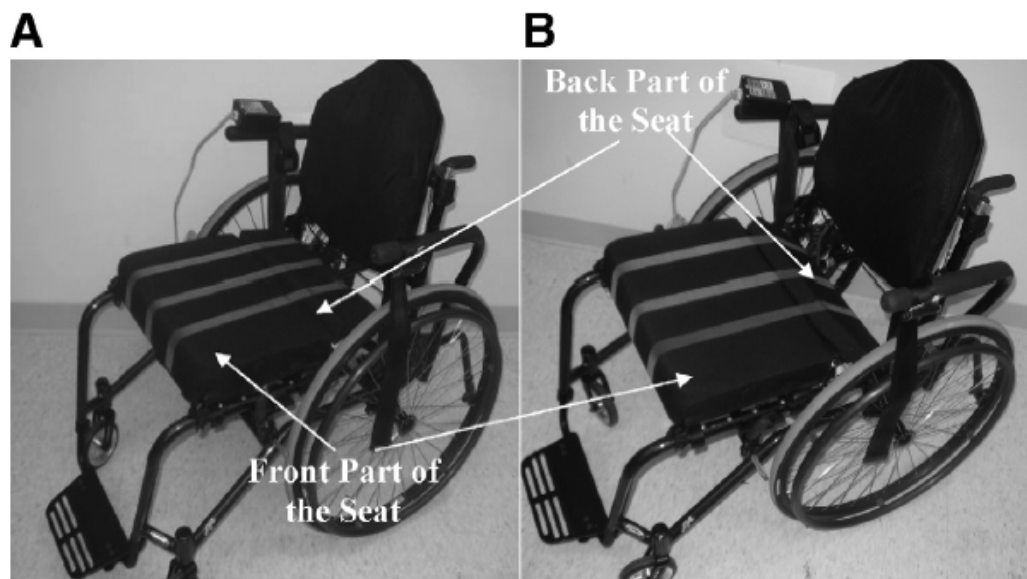 A
B
Back Part of
the Seat
Front Part of
the Seat